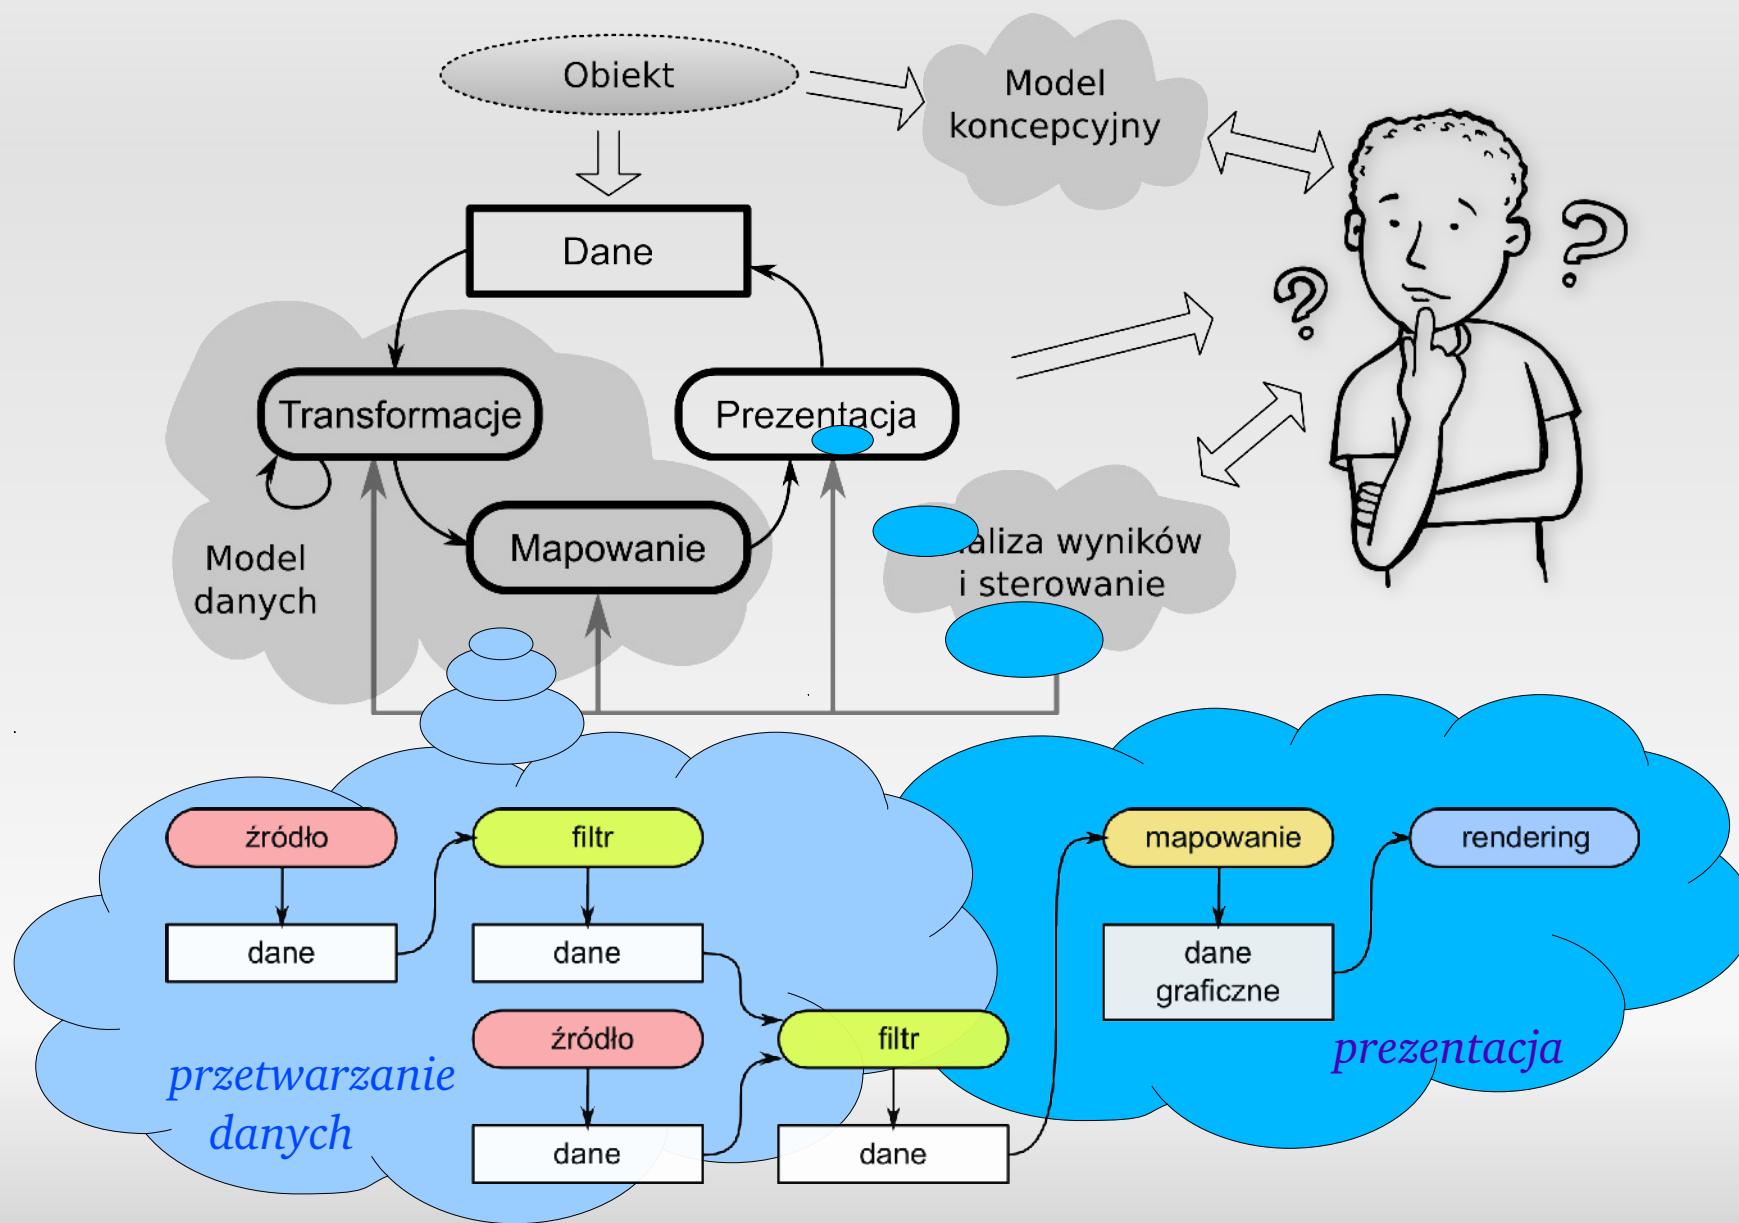 Obiekt
Model
koncepcyjny
Dane
?
?
Transformacje
Prezentacja
Mapowanie
Model
danych
wyników
i sterowanie
źródło
filtr
mapowanie
rendering
dane
dane
dane
graficzne
źródło
filtr
przetwarzanie
danych
prezentacja
dane
dane